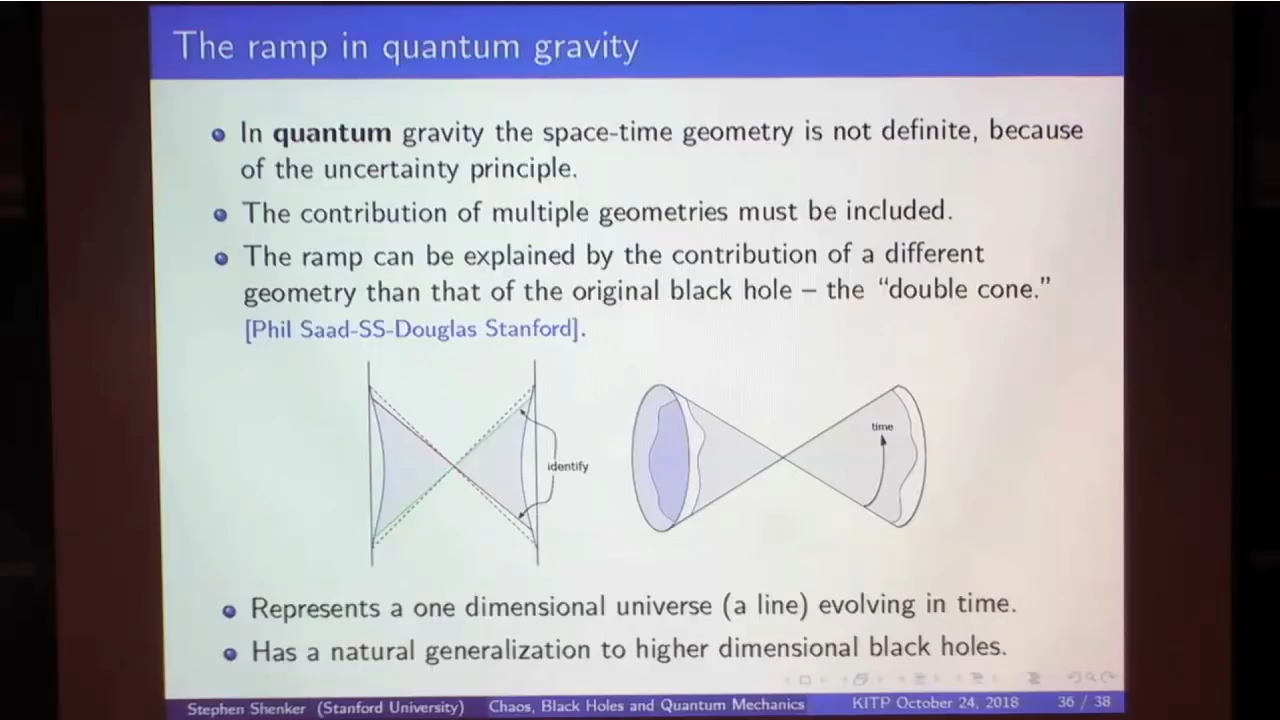 The ramp in quantum gravity
In quantum gravity the space-time geometry is not definite, because
of the uncertainty principle.
The contribution of multiple geometries must be included.
The ramp can be explained by the contribution of a different
geometry than that of the original black hole – the “double cone.”
[Phil Saad-SS-Douglas Stanford].
identify
time
Represents a one dimensional universe (a line) evolving in time.
Has a natural generalization to higher dimensional black holes.
Stephen Shenker (Stanford University) Chaos, Black Holes and Quantum Mechanics KITP October 24, 2018 36 / 38